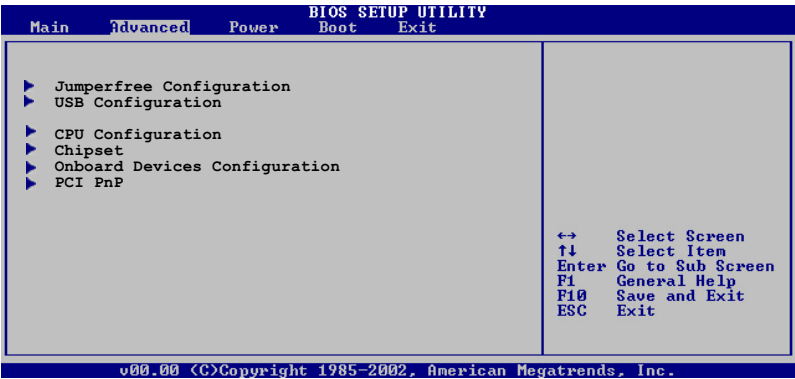 BIOS SETUP UTILITY
Main Advanced Power Boot Exit
Jumperfree Configuration
USB Configuration
CPU Configuration
Chipset
Onboard Devices Configuration
PCI PnP
←→ Select Screen
↑↓ Select Item
Enter Go to Sub Screen
F1 General Help
F10 Save and Exit
ESC Exit
v00.00 (C)Copyright 1985-2002, American Megatrends, Inc.